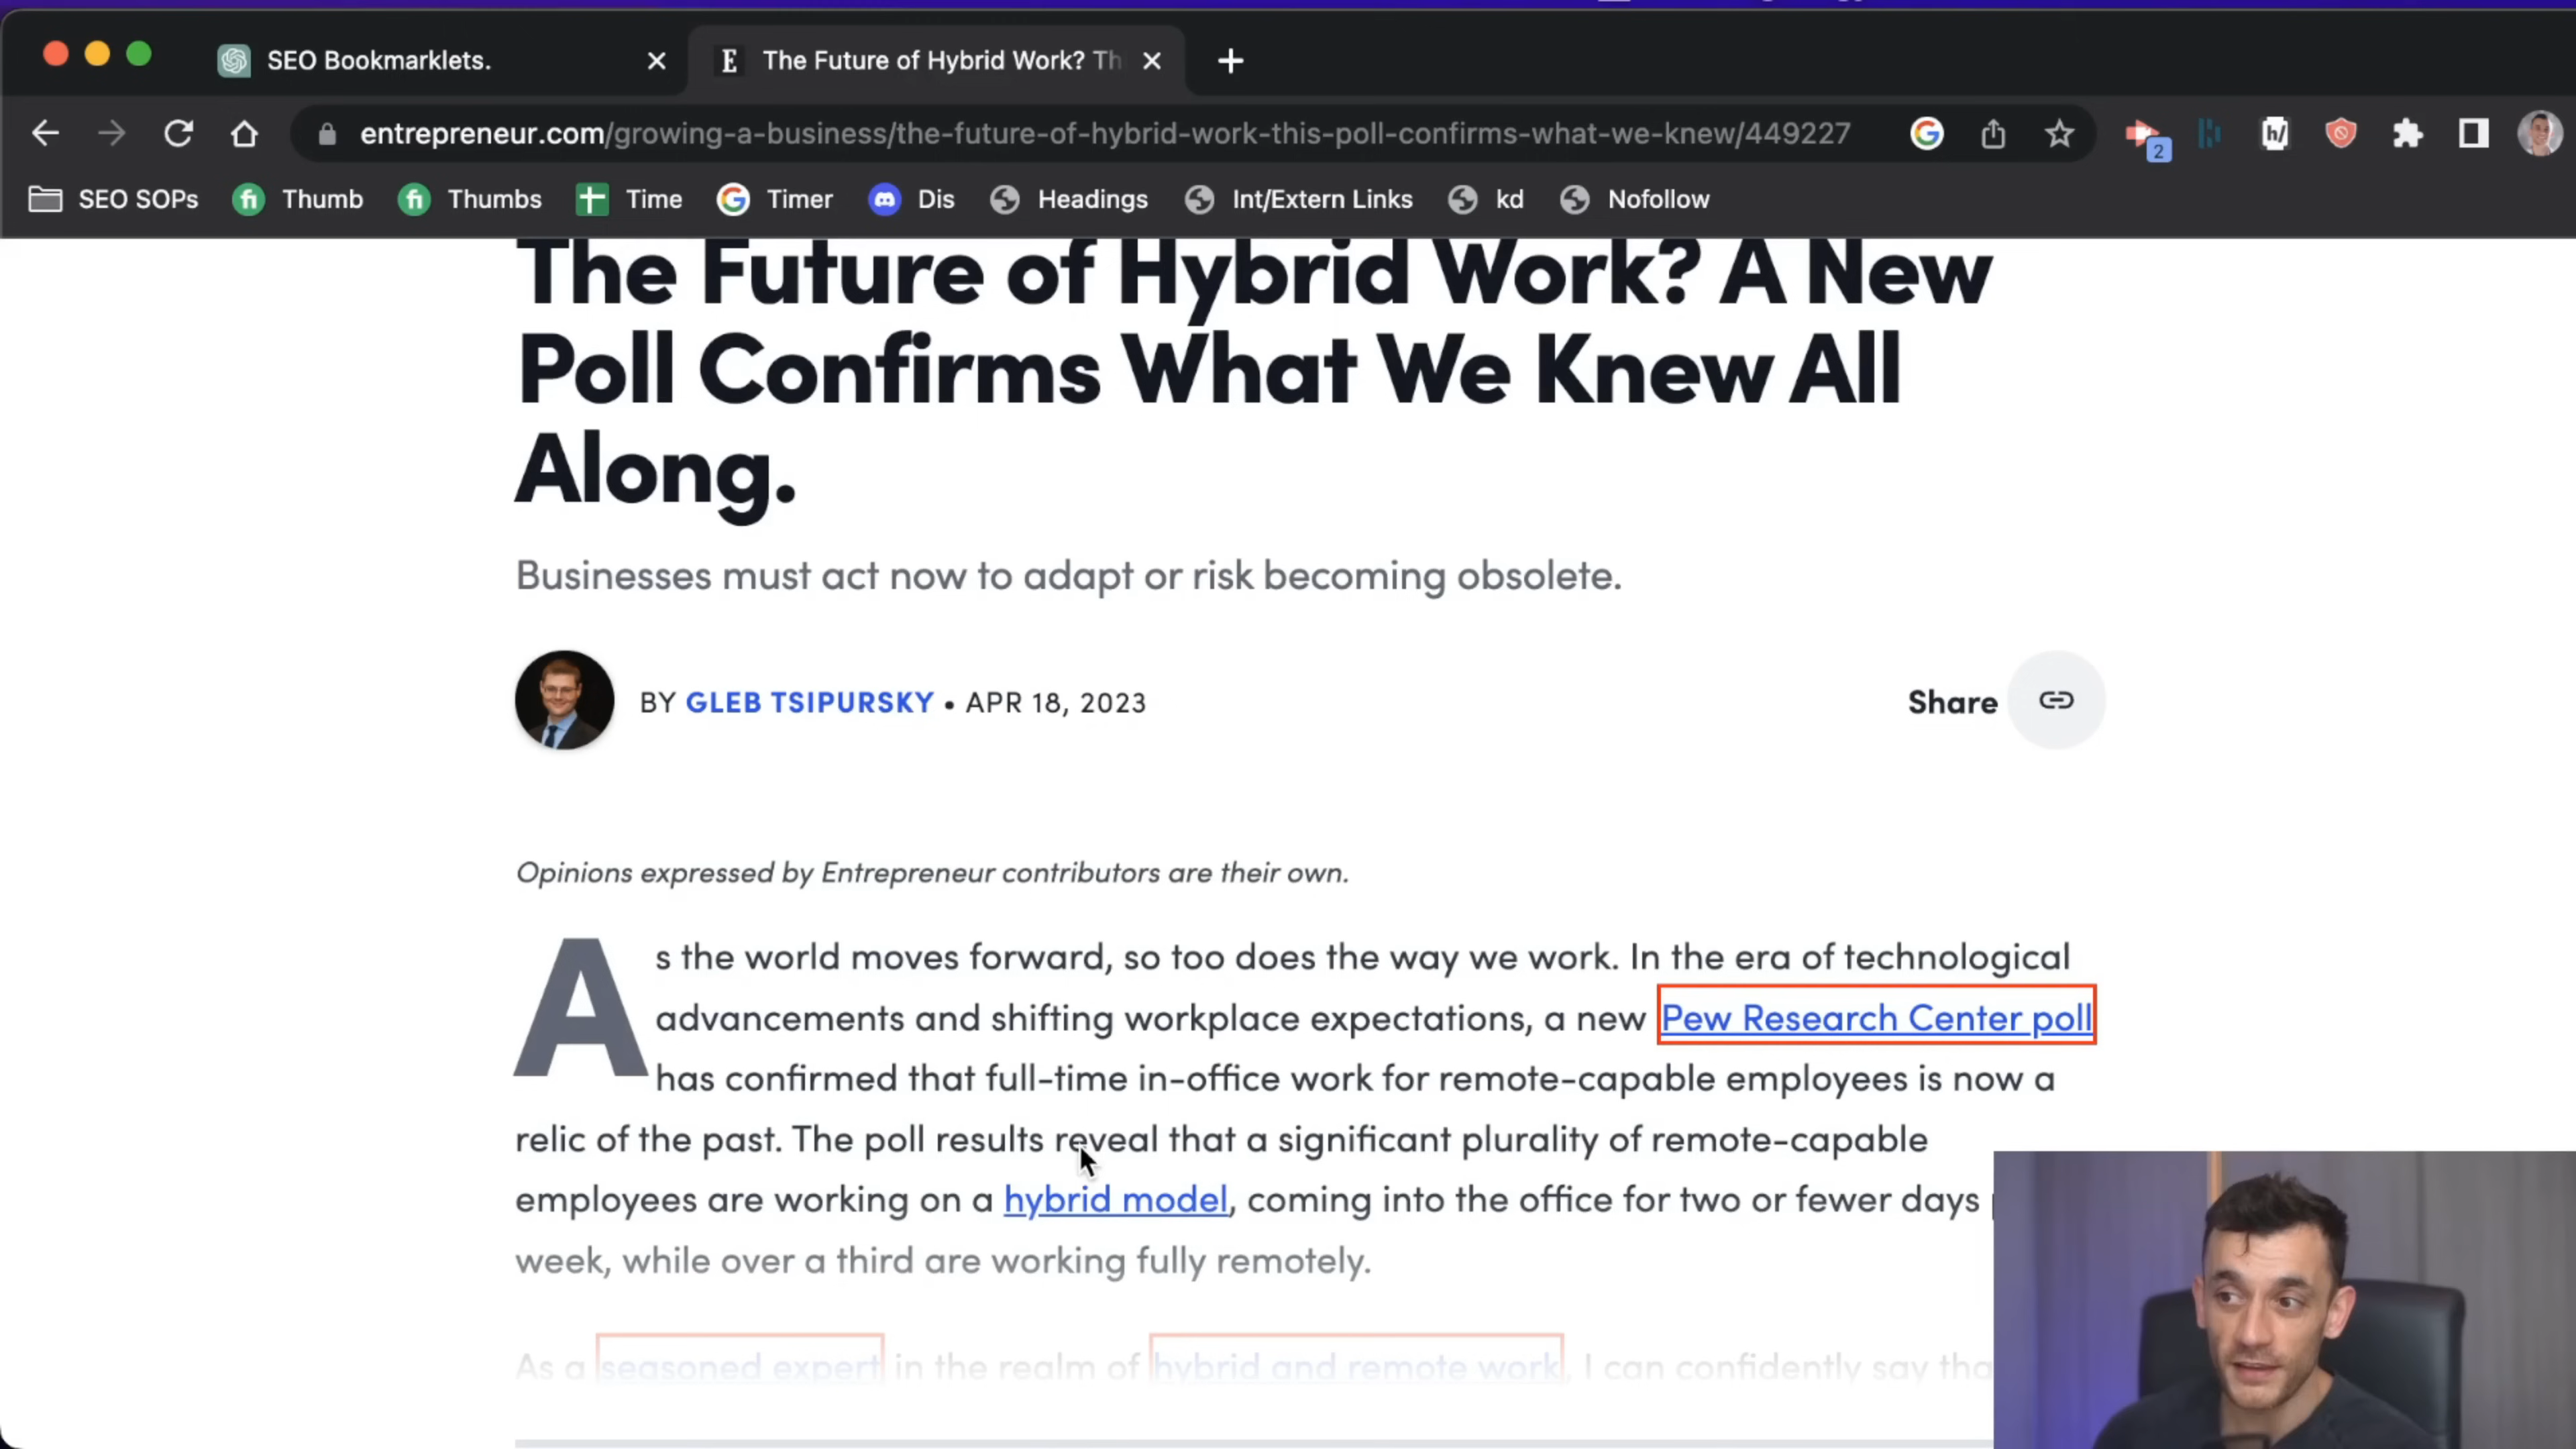 SEO Bookmarklets.
E The Future of Hybrid Work? Th
entrepreneur.com/growing-a-business/the-future-of-hybrid-work-this-poll-confirms-what-we-knew/449227
h/
2
SEO SOPs fi Thumb fi Thumbs Time Timer Dis Headings Int/Extern Links kd Nofollow
The Future of Hybrid Work? A New
Poll Confirms What We Knew All
Along.
Businesses must act now to adapt or risk becoming obsolete.
BY GLEB TSIPURSKY • APR 18, 2023
Share
Opinions expressed by Entrepreneur contributors are their own.
As the world moves forward, so too does the way we work. In the era of technological
advancements and shifting workplace expectations, a new Pew Research Center poll
has confirmed that full-time in-office work for remote-capable employees is now a
relic of the past. The poll results reveal that a significant plurality of remote-capable
employees are working on a hybrid model, coming into the office for two or fewer days
week, while over a third are working fully remotely.
As a seasoned expert in the realm of hybrid and remote work, I can confidently say tha